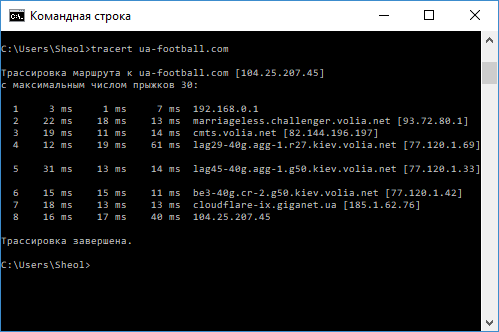 Командная строка
C:\Users\Sheol>tracert ua-football.com
Трассировка маршрута к ua-football.com [104.25.207.45]
с максимальным числом прыжков 30:
1 3 ms 1 ms 7 ms 192.168.0.1
2 22 ms 18 ms 13 ms marriageless.challenger.volia.net [93.72.80.1]
3 19 ms 11 ms 14 ms cmts.volia.net [82.144.196.197]
4 12 ms 19 ms 61 ms lag29-40g.agg-1.r27.kiev.volia.net [77.120.1.69]
5 31 ms 13 ms 14 ms lag45-40g.agg-1.g50.kiev.volia.net [77.120.1.33]
6 15 ms 15 ms 11 ms be3-40g.cr-2.g50.kiev.volia.net [77.120.1.42]
7 18 ms 13 ms 13 ms cloudflare-ix.giganet.ua [185.1.62.76]
8 16 ms 17 ms 40 ms 104.25.207.45
Трассировка завершена.
C:\Users\Sheol>